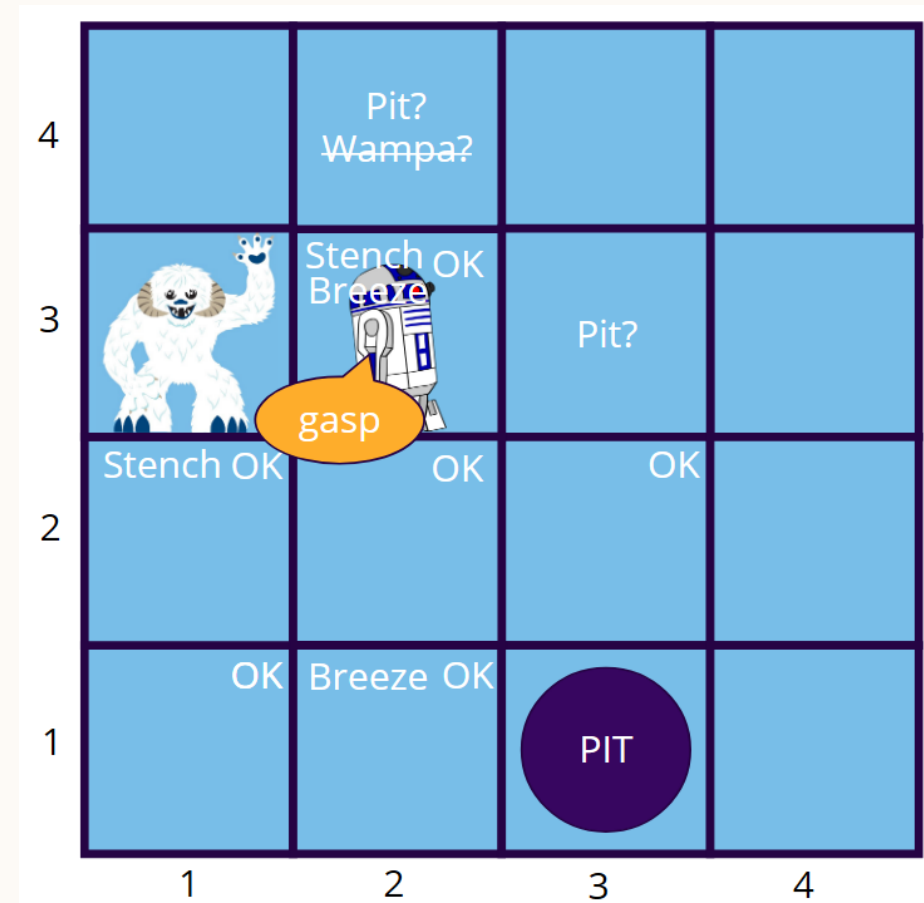 4
Pit?
Wampa?
3
Stench OK
Breeze
Pit?
gasp
2
Stench OK
OK
OK
1
OK
Breeze OK
PIT
1 2 3 4